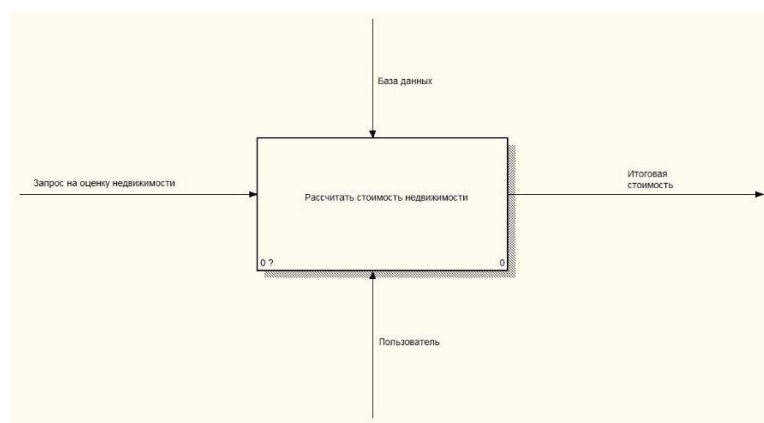 База данных
Запрос на оценку недвижимости
Итоговая
стоимость
Рассчитать стоимость недвижимости
0 ?
0
Пользователь